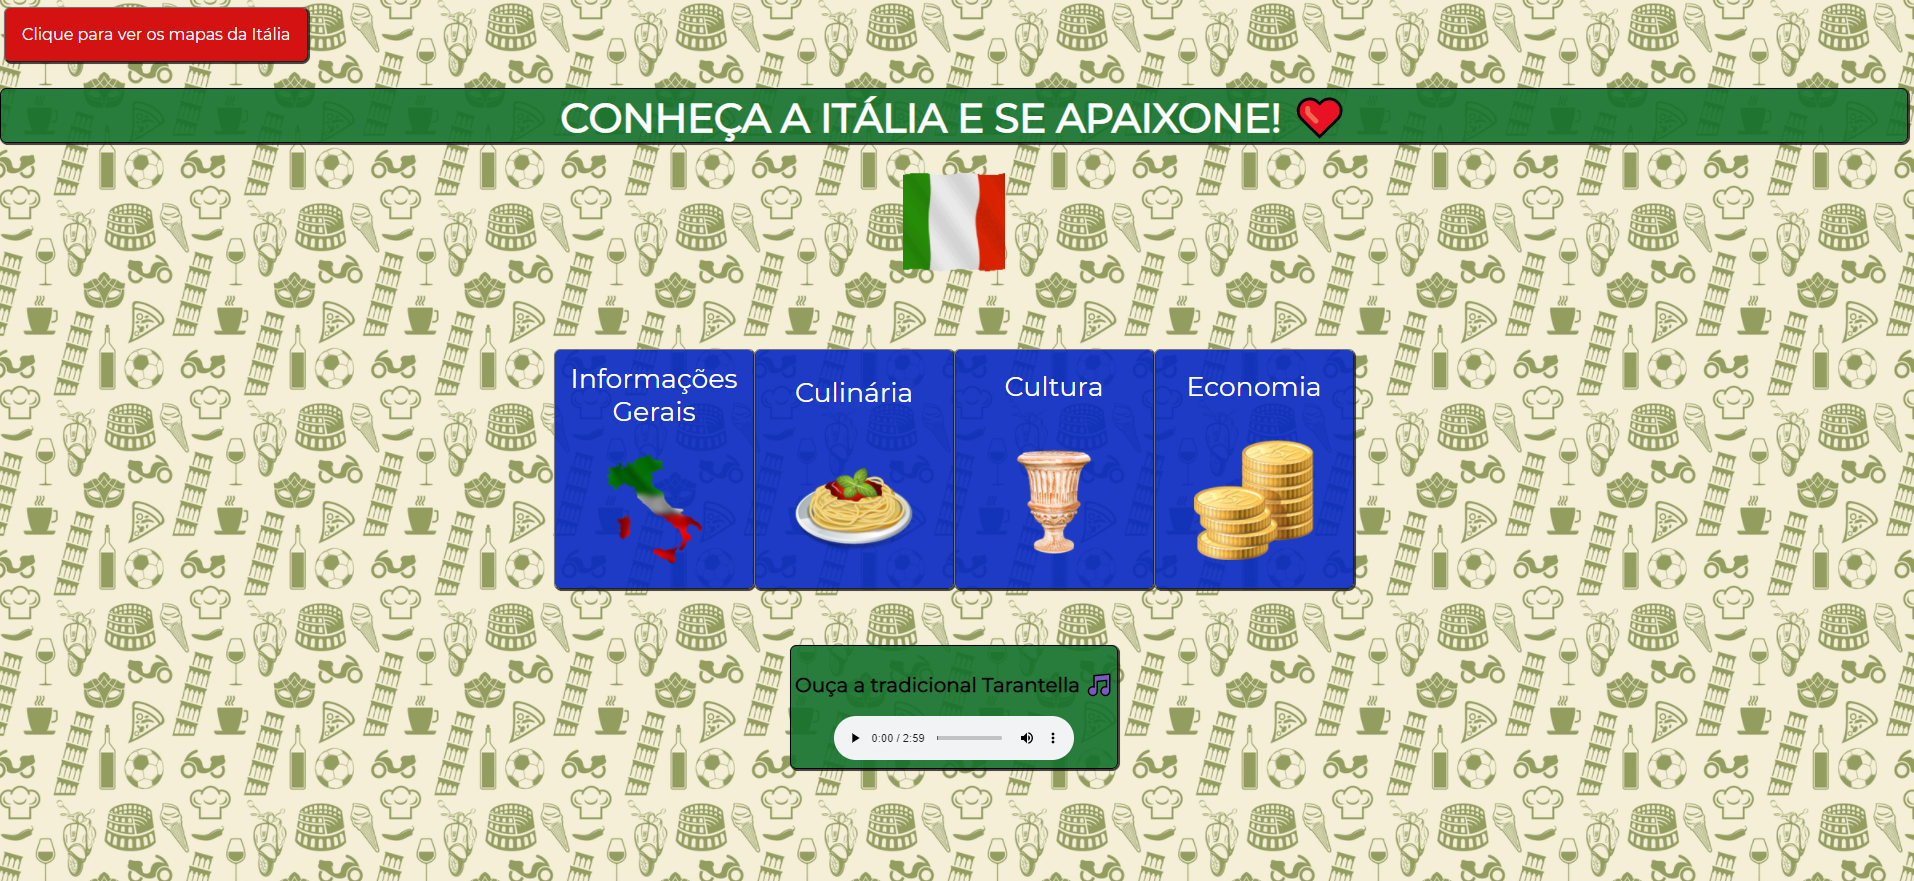 Clique para ver os mapas da Itália
CONHEÇA A ITÁLIA E SE APAIXONE! ❤️
Informações
Gerais
Culinária
Cultura
Economia
Ouça a tradicional Tarantella 🎵
0:00 / 2:59